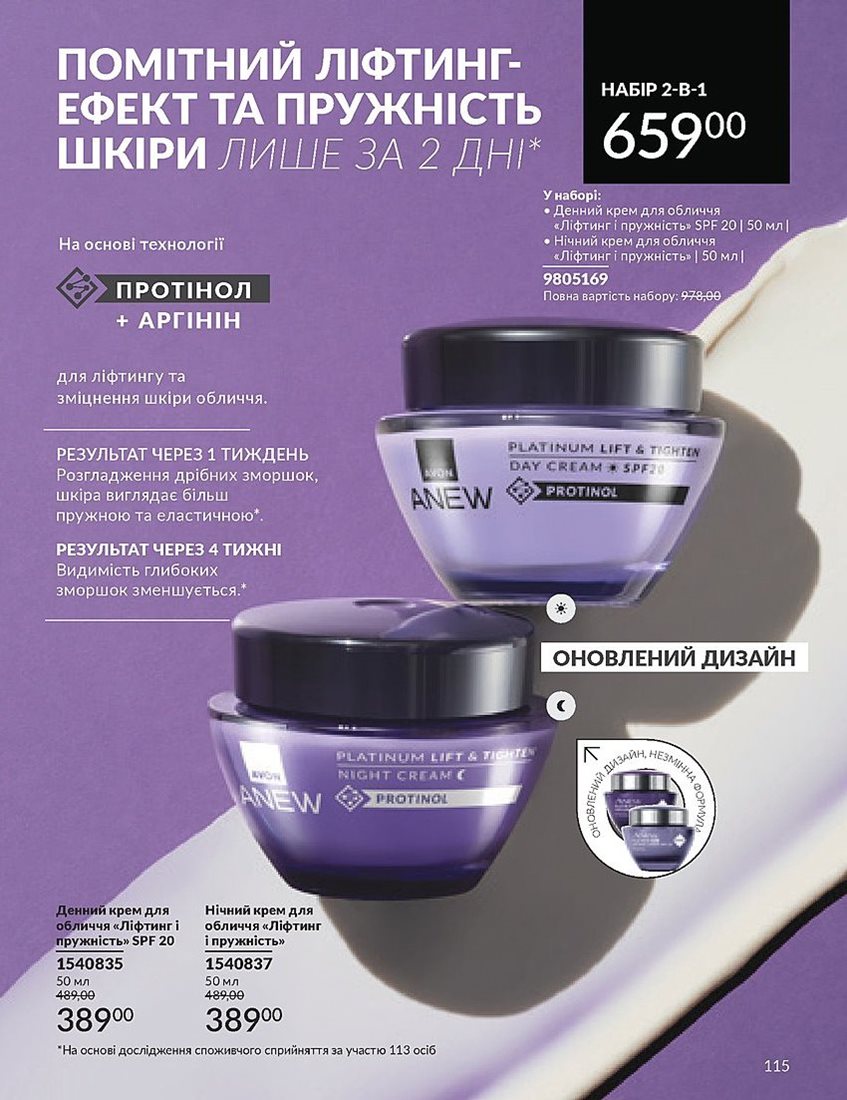 ПОМІТНИЙ ЛІФТИНГ-
ЕФЕКТ ТА ПРУЖНІСТЬ
ШКІРИ ЛИШЕ ЗА 2 ДНІ*
НАБІР 2-В-1
65900
У наборі:
• Денний крем для обличчя
«Ліфтинг і пружність» SPF 20 | 50 мл |
• Нічний крем для обличчя
«Ліфтинг і пружність» | 50 мл |
9805169
Повна вартість набору: 978,00
На основі технології
ПРОТІНОЛ
+ АРГІНІН
для ліфтингу та
зміцнення шкіри обличчя.
РЕЗУЛЬТАТ ЧЕРЕЗ 1 ТИЖДЕНЬ
Розгладження дрібних зморшок,
шкіра виглядає більш
пружною та еластичною*.
РЕЗУЛЬТАТ ЧЕРЕЗ 4 ТИЖНІ
Видимість глибоких
зморшок зменшується.*
AVON
ANEW
PLATINUM LIFT & TIGHTEN
DAY CREAM SPF20
PROTINOL
ОНОВЛЕНИЙ ДИЗАЙН
AVON
ANEW
PLATINUM LIFT & TIGHTEN
NIGHT CREAM
PROTINOL
ОНОВЛЕНИЙ ДИЗАЙН, НЕЗМІННА ФОРМУЛА
Денний крем для
обличчя «Ліфтинг і
пружність» SPF 20
1540835
50 мл
489,00
38900
Нічний крем для
обличчя «Ліфтинг
і пружність»
1540837
50 мл
489,00
38900
*На основі дослідження споживчого сприйняття за участю 113 осіб
115